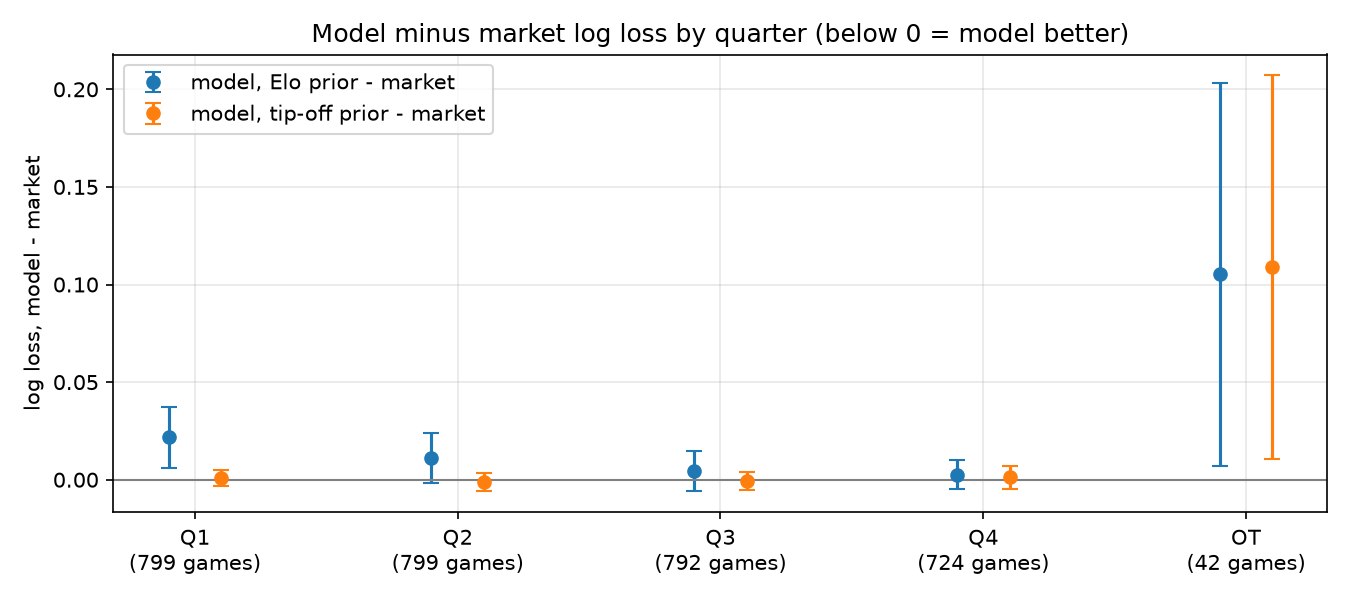 Model minus market log loss by quarter (below 0 = model better)
model, Elo prior - market
model, tip-off prior - market
log loss, model - market
0.20
0.15
0.10
0.05
0.00
Q1
(799 games)
Q2
(799 games)
Q3
(792 games)
Q4
(724 games)
OT
(42 games)